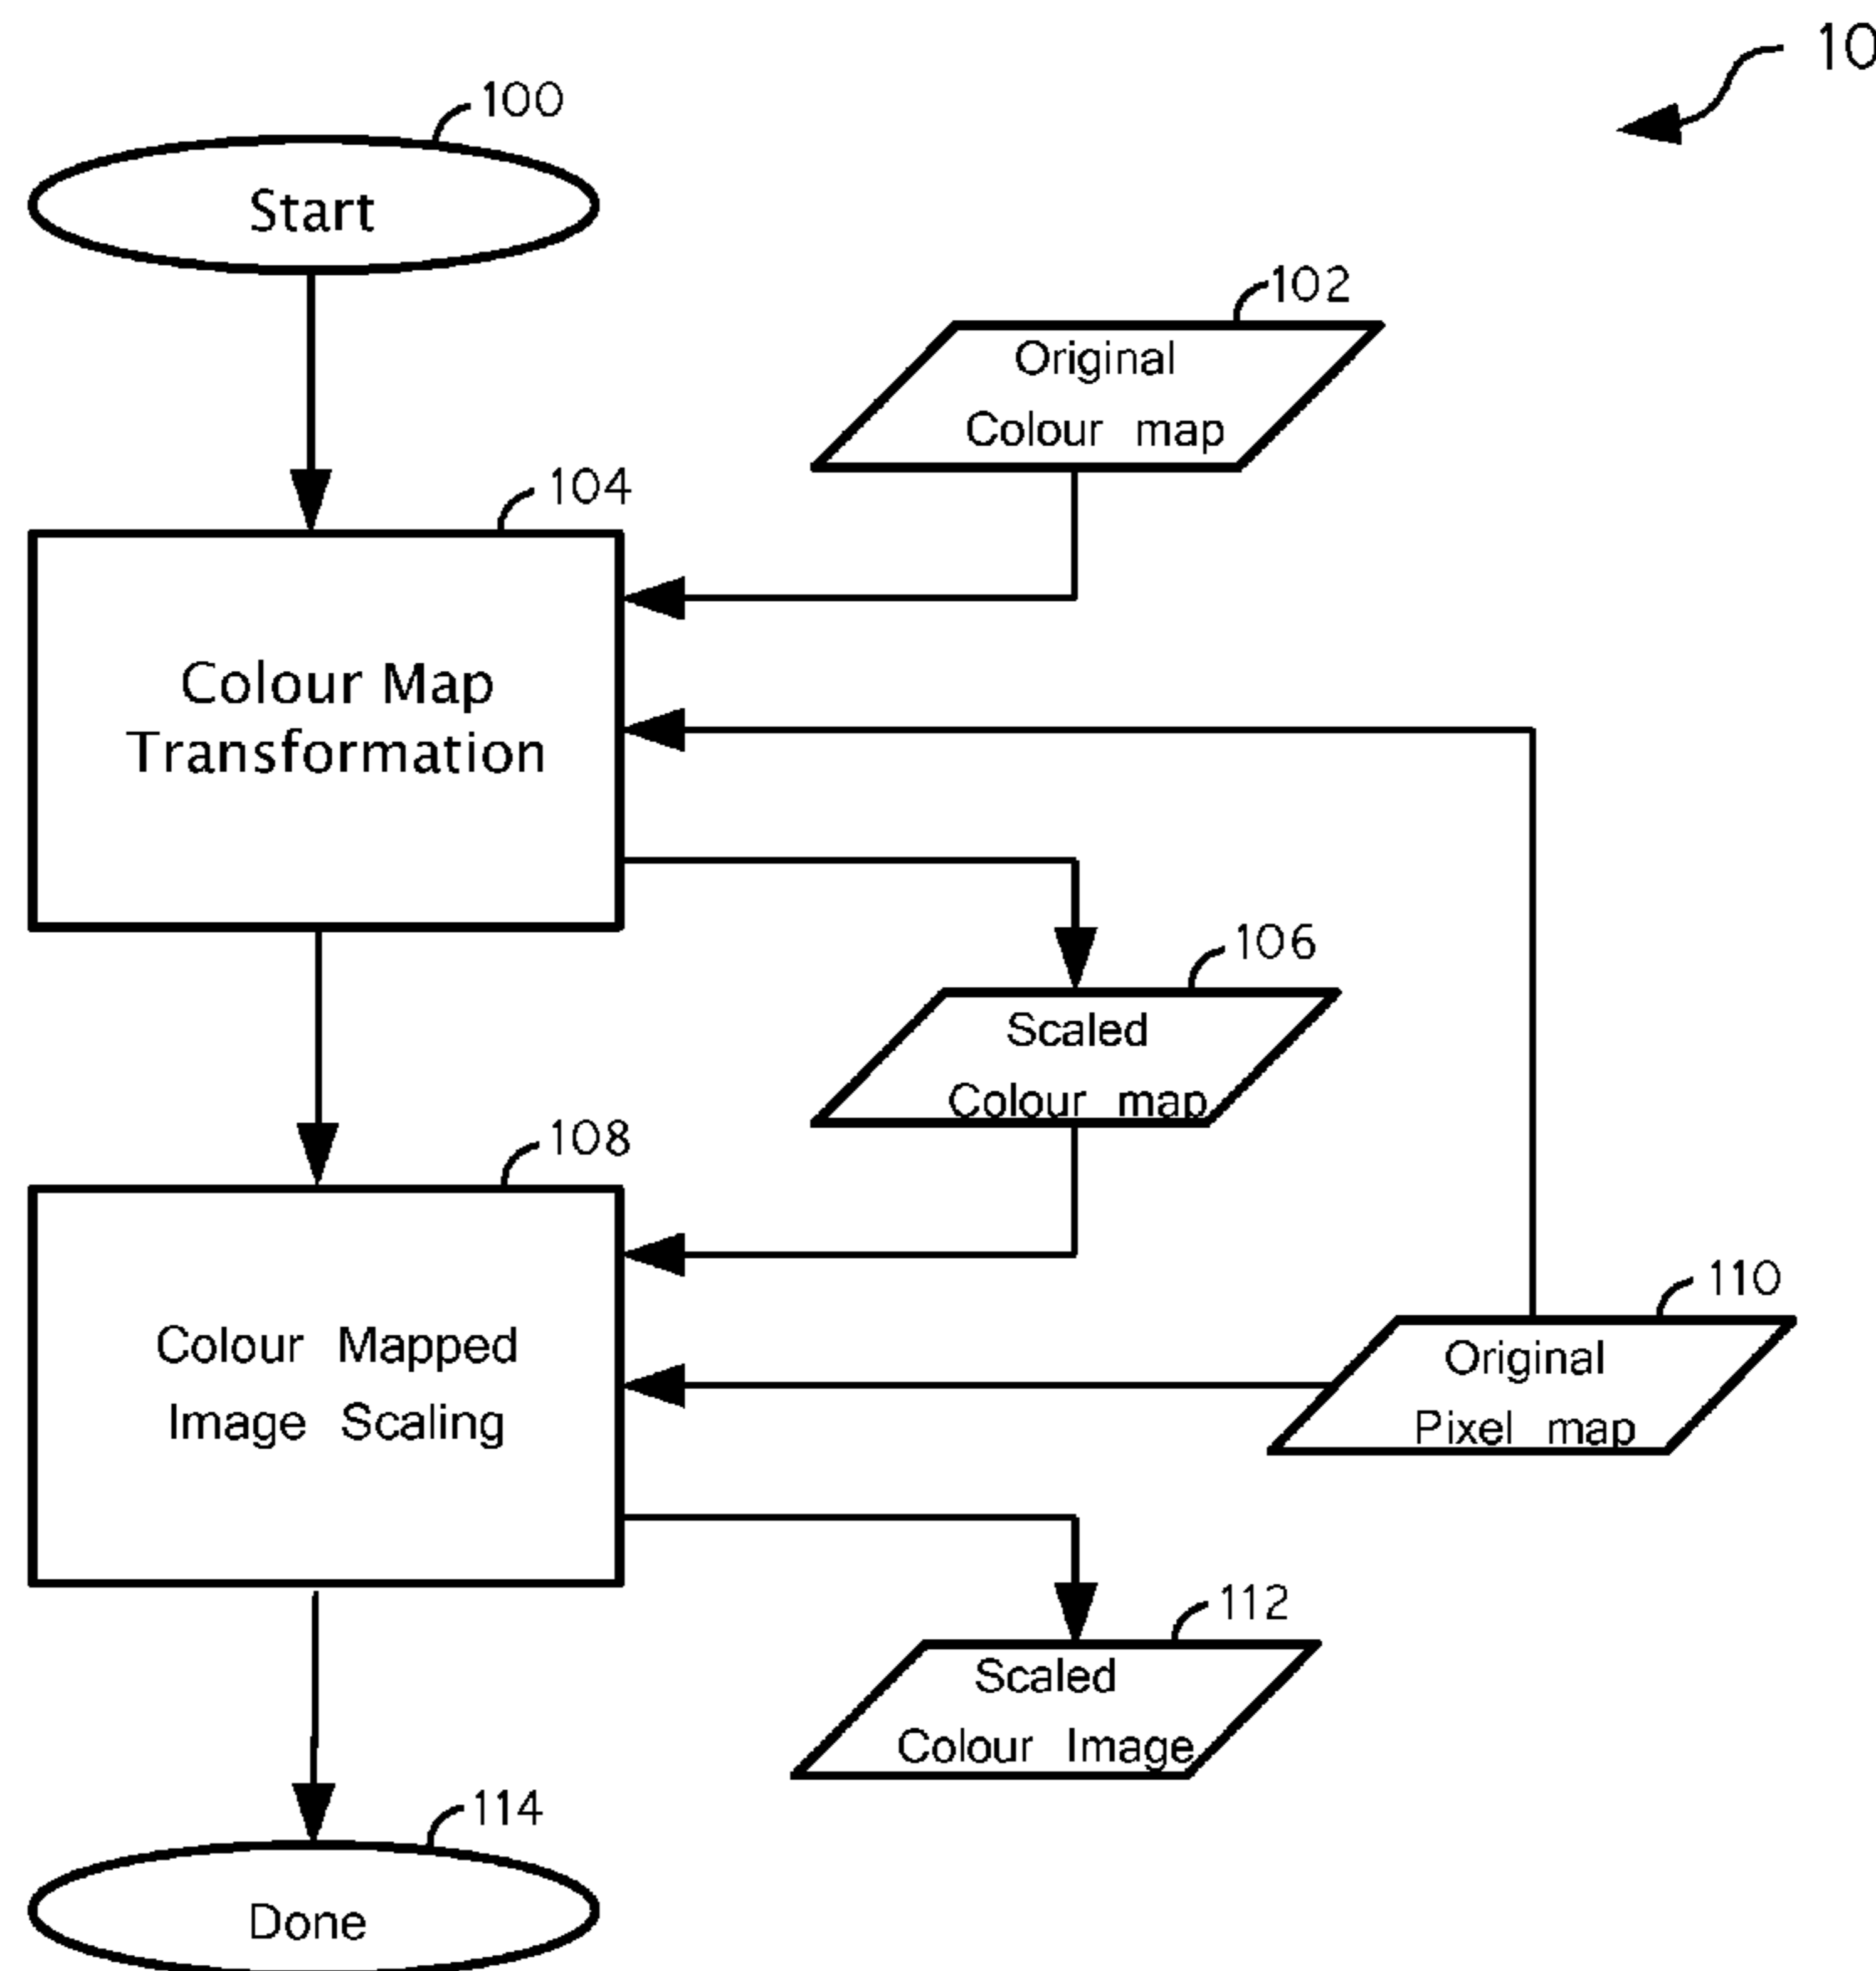 10
100
Start
102
Original
Colour map
104
Colour Map
Transformation
106
Scaled
Colour map
108
Colour Mapped
Image Scaling
110
Original
Pixel map
112
Scaled
Colour Image
114
Done